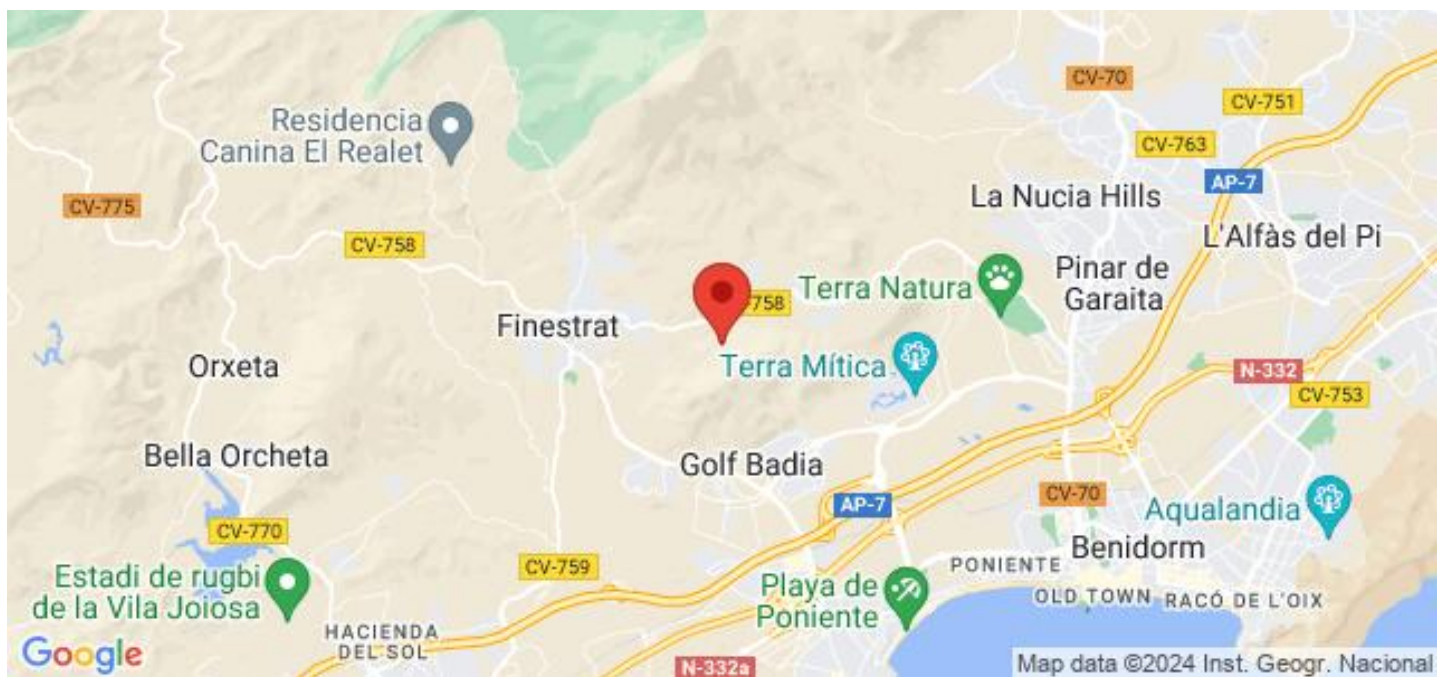 CV-70
CV-751
Residencia
Canina El Realet
CV-763
AP-7
La Nucia Hills
CV-775
L'Alfàs del Pi
CV-758
Pinar de
Garaita
Terra Natura
758
Finestrat
Orxeta
Terra Mítica
N-332
CV-753
Bella Orcheta
Golf Badia
AP-7
CV-70
Aqualandia
CV-770
Benidorm
PONIENTE
CV-759
Estadi de rugbi
de la Vila Joiosa
Playa de
Poniente
OLD TOWN
RACÓ DE L'OIX
HACIENDA
DEL SOL
Google
N-332a
Map data ©2024 Inst. Geogr. Nacional